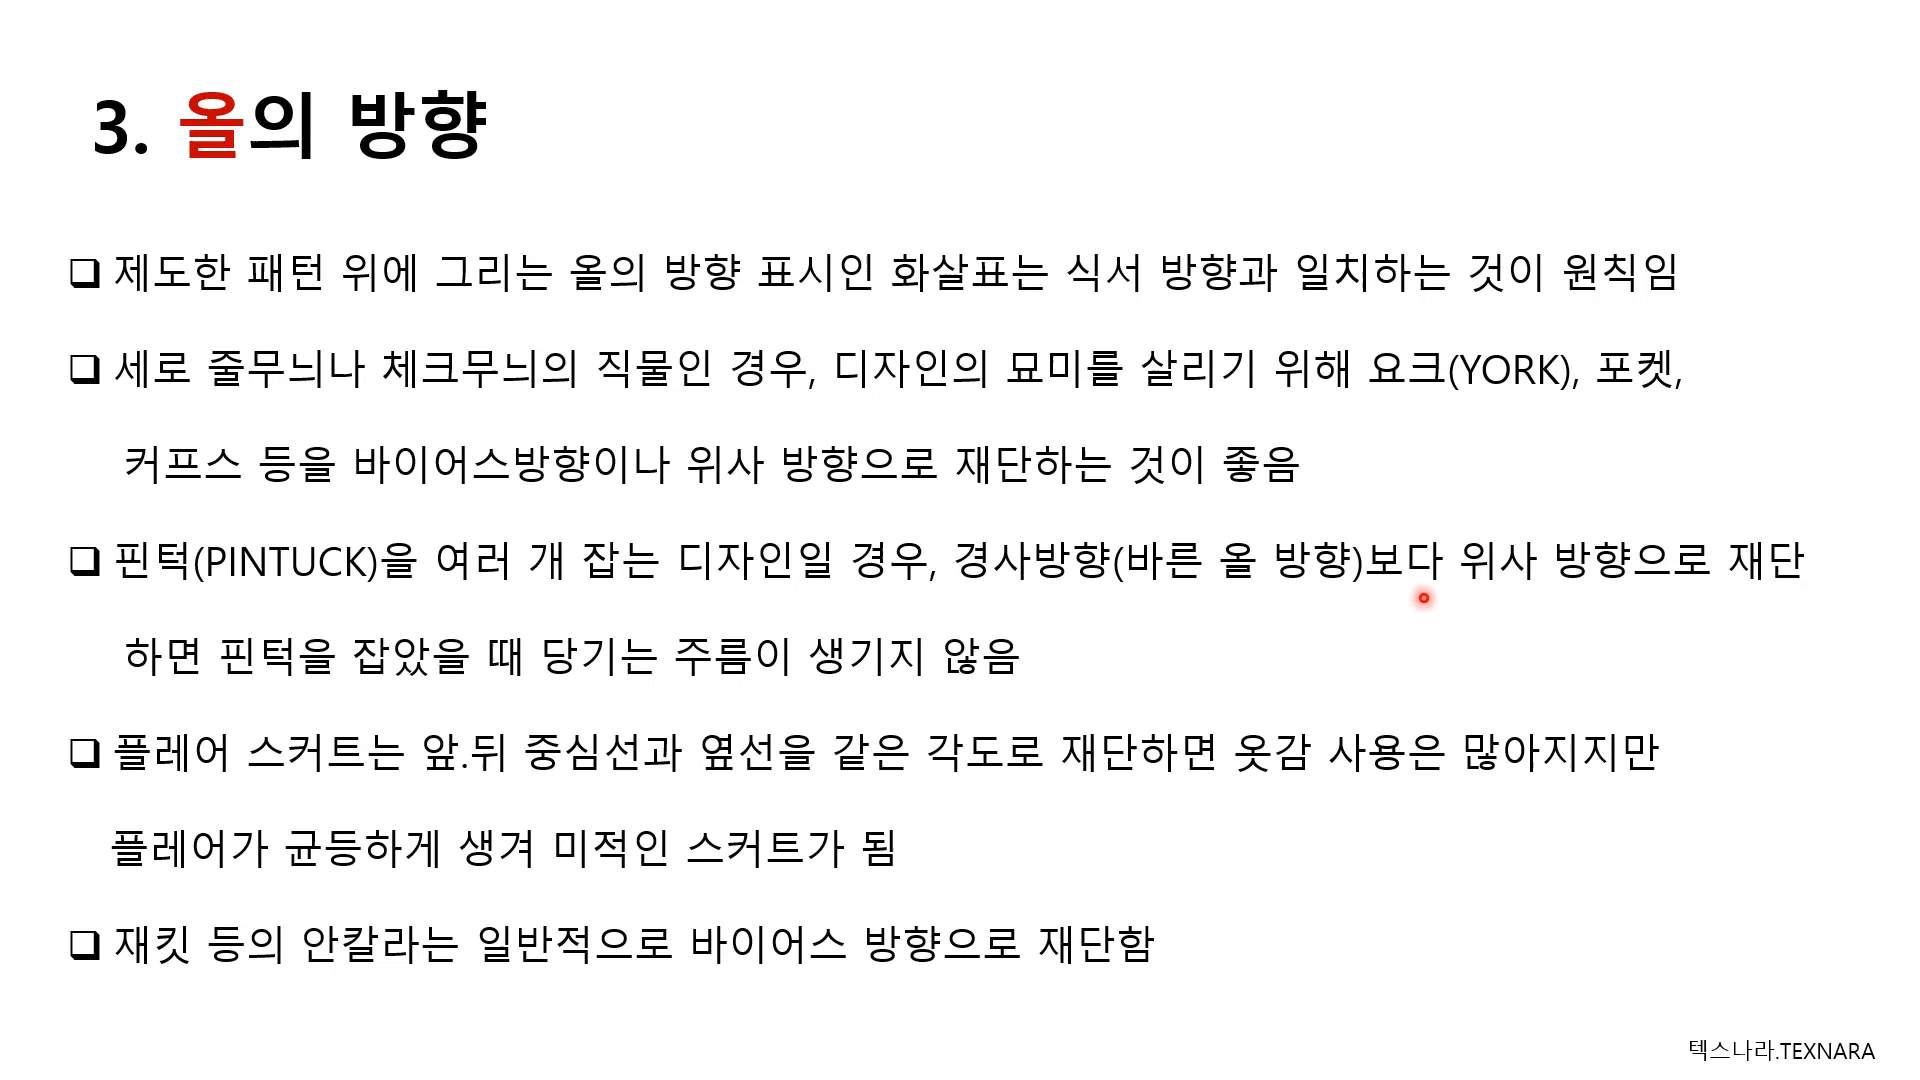 3. 올의 방향
❑ 제도한 패턴 위에 그리는 올의 방향 표시인 화살표는 식서 방향과 일치하는 것이 원칙임
❑ 세로 줄무늬나 체크무늬의 직물인 경우, 디자인의 묘미를 살리기 위해 요크(YORK), 포켓,
커프스 등을 바이어스방향이나 위사 방향으로 재단하는 것이 좋음
❑ 핀턱(PINTUCK)을 여러 개 잡는 디자인일 경우, 경사방향(바른 올 방향)보다 위사 방향으로 재단
하면 핀턱을 잡았을 때 당기는 주름이 생기지 않음
❑ 플레어 스커트는 앞.뒤 중심선과 옆선을 같은 각도로 재단하면 옷감 사용은 많아지지만
플레어가 균등하게 생겨 미적인 스커트가 됨
❑ 재킷 등의 안칼라는 일반적으로 바이어스 방향으로 재단함
텍스나라.TEXNARA